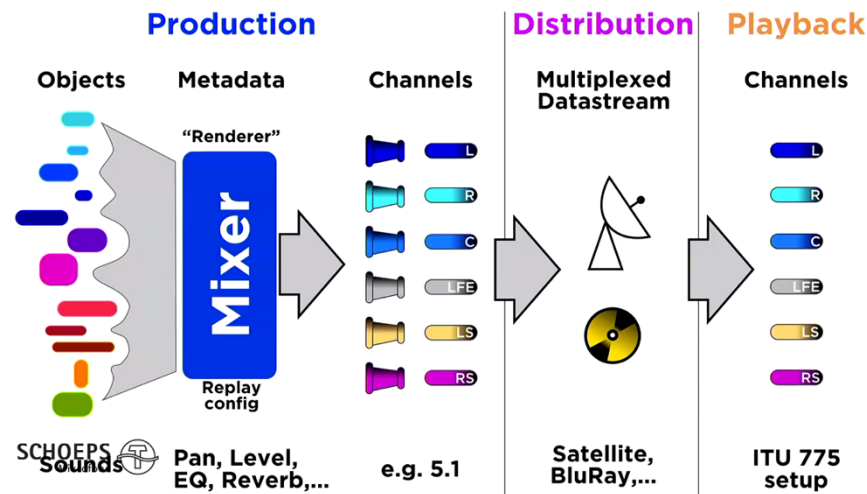 Production
Distribution
Playback
Objects
Metadata
Channels
Multiplexed
Datastream
Channels
“Renderer”
Mixer
Replay
config
L
R
C
LFE
LS
RS
L
R
C
LFE
LS
RS
SCHOEPS
Sounds
Pan, Level,
EQ, Reverb,...
e.g. 5.1
Satellite,
BluRay,...
ITU 775
setup